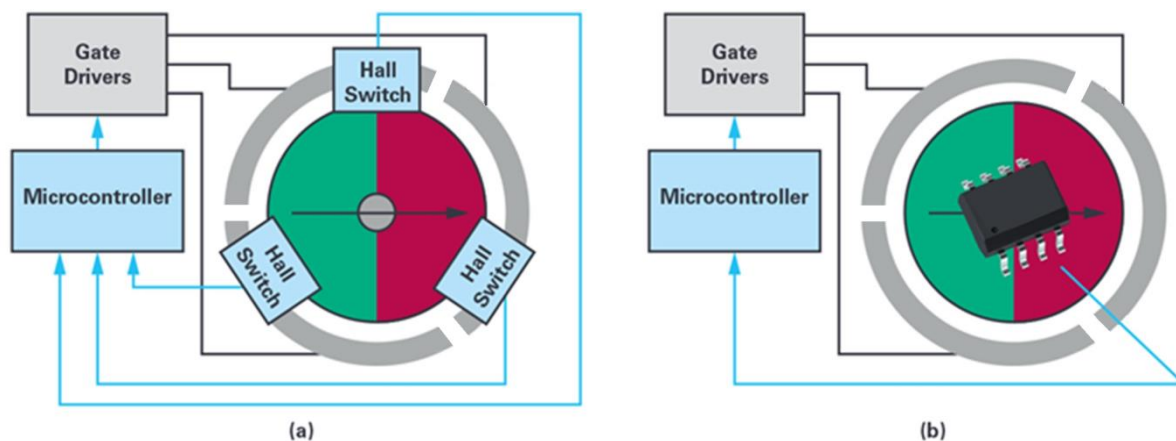 Gate
Drivers
Microcontroller
Hall
Switch
Hall
Switch
Hall
Switch
(a)
Gate
Drivers
Microcontroller
(b)